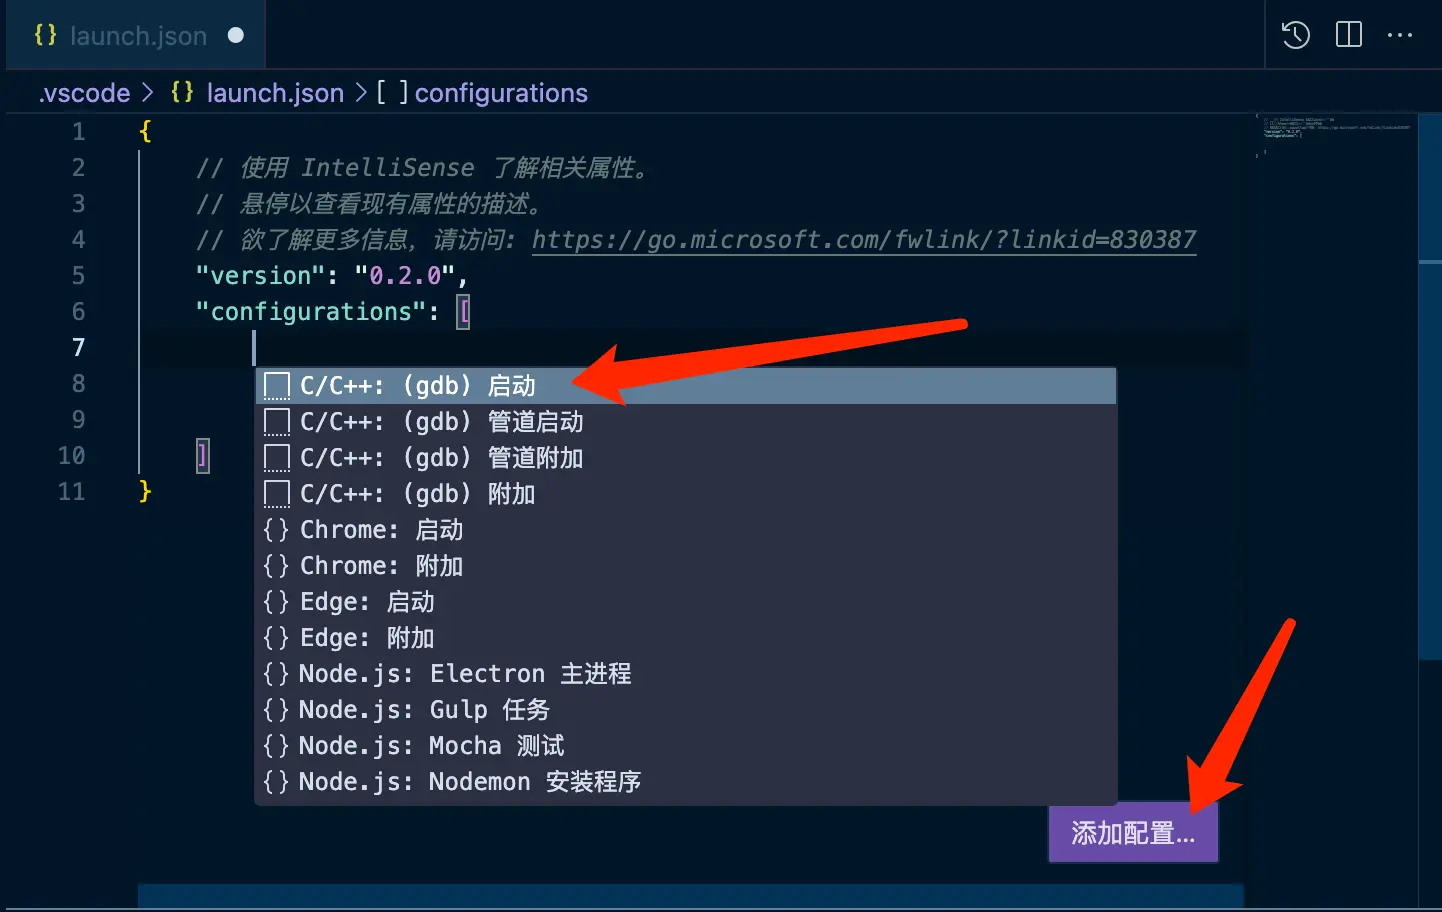 {} launch.json
.vscode > {} launch.json > [ ] configurations
1 {
2 // 使用 IntelliSense 了解相关属性。
3 // 悬停以查看现有属性的描述。
4 // 欲了解更多信息，请访问: https://go.microsoft.com/fwlink/?linkid=830387
5 "version": "0.2.0",
6 "configurations": [
7
C/C++: (gdb) 启动
8
C/C++: (gdb) 管道启动
9
C/C++: (gdb) 管道附加
10 ]
C/C++: (gdb) 附加
11 }
{} Chrome: 启动
{} Chrome: 附加
{} Edge: 启动
{} Edge: 附加
{} Node.js: Electron 主进程
{} Node.js: Gulp 任务
{} Node.js: Mocha 测试
{} Node.js: Nodemon 安装程序
添加配置...